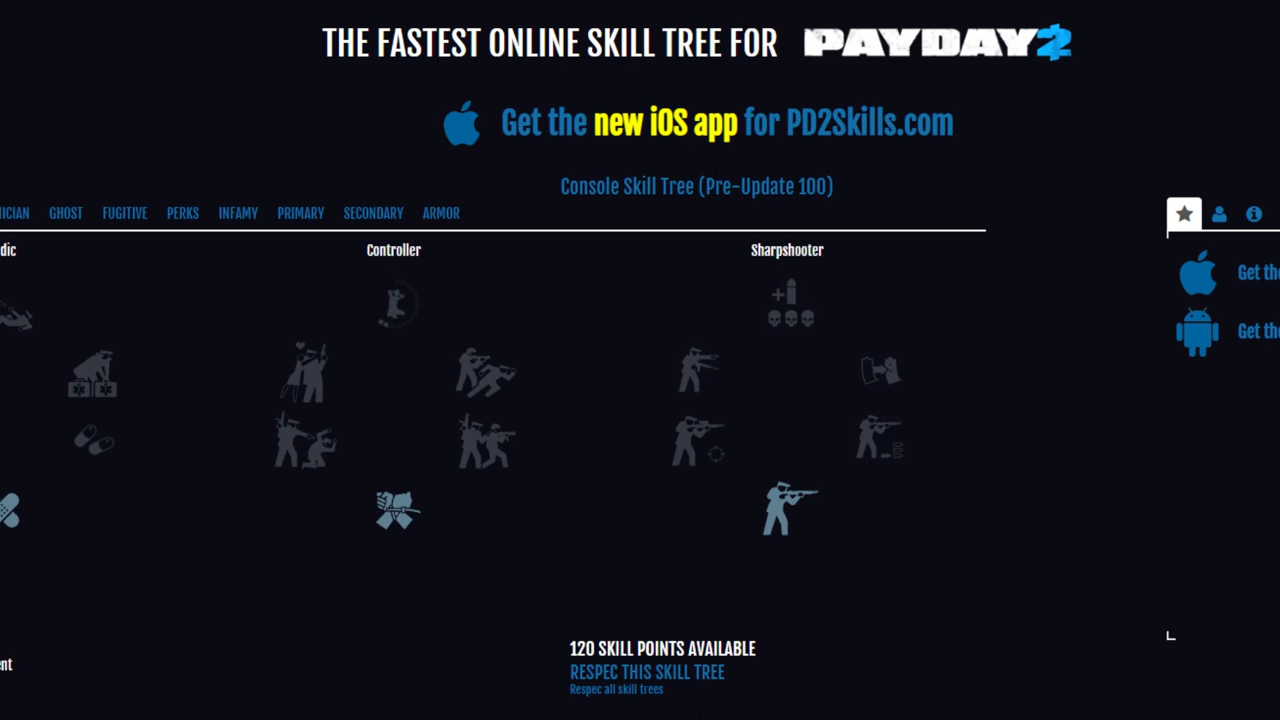 THE FASTEST ONLINE SKILL TREE FOR PAYDAY 2
Get the new iOS app for PD2Skills.com
Console Skill Tree (Pre-Update 100)
ICIAN GHOST FUGITIVE PERKS INFAMY PRIMARY SECONDARY ARMOR
dic Controller Sharpshooter
Get the
Get the
120 SKILL POINTS AVAILABLE
RESPEC THIS SKILL TREE
Respec all skill trees
ent